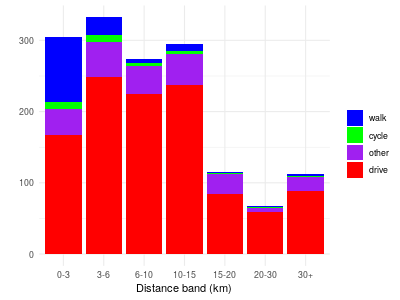 300
200
100
0
0-3 3-6 6-10 10-15 15-20 20-30 30+
Distance band (km)
walk
cycle
other
drive